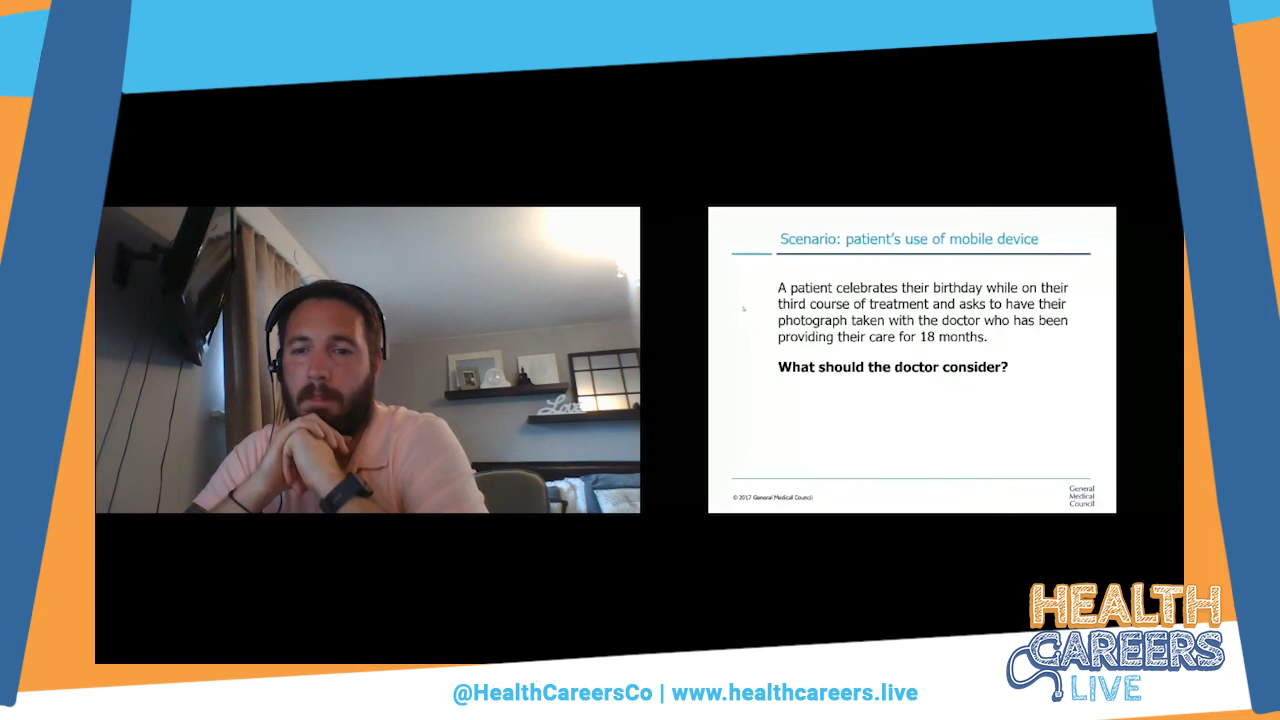 Scenario: patient's use of mobile device
A patient celebrates their birthday while on their
third course of treatment and asks to have their
photograph taken with the doctor who has been
providing their care for 18 months.
What should the doctor consider?
© 2017 General Medical Council
General
Medical
Council
Love
HEALTH
CAREERS
LIVE
@HealthCareersCo | www.healthcareers.live